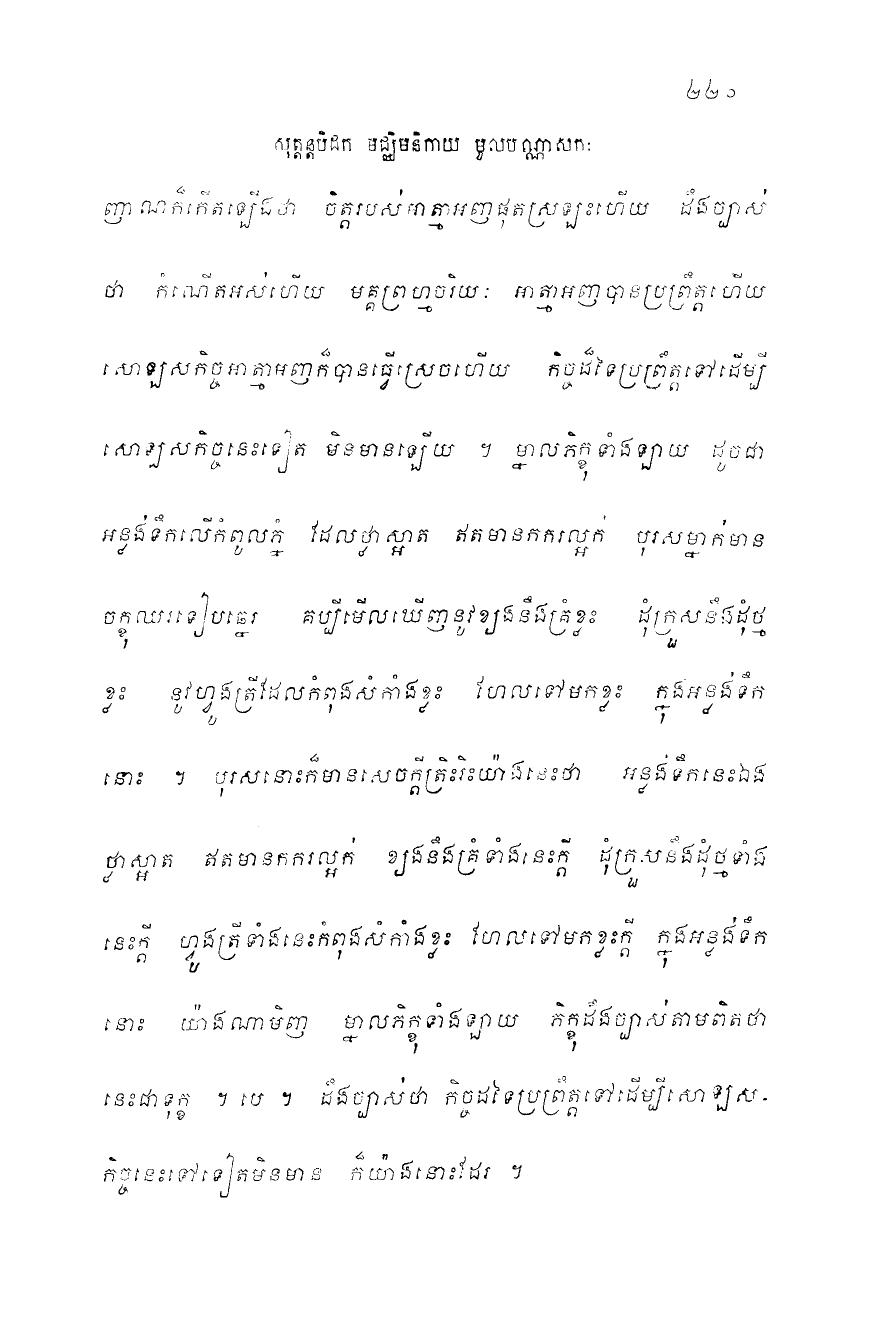 ២២១
សុត្តន្តបិដក មជ្ឈិមនិកាយ មូលបណ្ណាសកៈ
ញាណក៏កើតឡើងថា ចិត្តរបស់អាត្មាអញផុតស្រឡះហើយ ដឹងច្បាស់
ថា កំណើតអស់ហើយ មគ្គព្រហ្មចរិយៈ អាត្មាអញបានប្រព្រឹត្តហើយ
សោឡសកិច្ចអាត្មាអញក៏បានធ្វើស្រេចហើយ កិច្ចដ៏ទៃប្រព្រឹត្តទៅដើម្បី
សោឡសកិច្ចនេះទៀត មិនមានឡើយ ។ ម្នាលភិក្ខុទាំងឡាយ ដូចជា
អន្លង់ទឹកលើកំពូលភ្នំ ដែលថ្លាស្អាត ឥតមានកករល្អក់ បុរសម្នាក់មាន
ចក្ខុឈរទៀបច្នេរ គប្បីមើលឃើញនូវខ្យងនឹងគ្រំខ្លះ ដុំក្រួសនឹងដុំថ្ម
ខ្លះ នូវហ្វូងត្រីដែលកំពុងសំកាំងខ្លះ ហែលទៅមកខ្លះ ក្នុងអន្លង់ទឹក
នោះ ។ បុរសនោះក៏មានសេចក្តីត្រិះរិះយ៉ាងនេះថា អន្លង់ទឹកនេះឯង
ថ្លាស្អាត ឥតមានកករល្អក់ ខ្យងនឹងគ្រំទាំងនេះក្តី ដុំក្រួសនឹងដុំថ្មទាំង
នេះក្តី ហ្វូងត្រីទាំងនេះកំពុងសំកាំងខ្លះ ហែលទៅមកខ្លះក្តី ក្នុងអន្លង់ទឹក
នោះ យ៉ាងណាមិញ ម្នាលភិក្ខុទាំងឡាយ ភិក្ខុដឹងច្បាស់តាមពិតថា
នេះជាទុក្ខ ។ បេ ។ ដឹងច្បាស់ថា កិច្ចដទៃប្រព្រឹត្តទៅដើម្បីសោឡស-
កិច្ចនេះទៅទៀតមិនមាន ក៏យ៉ាងនោះដែរ ។